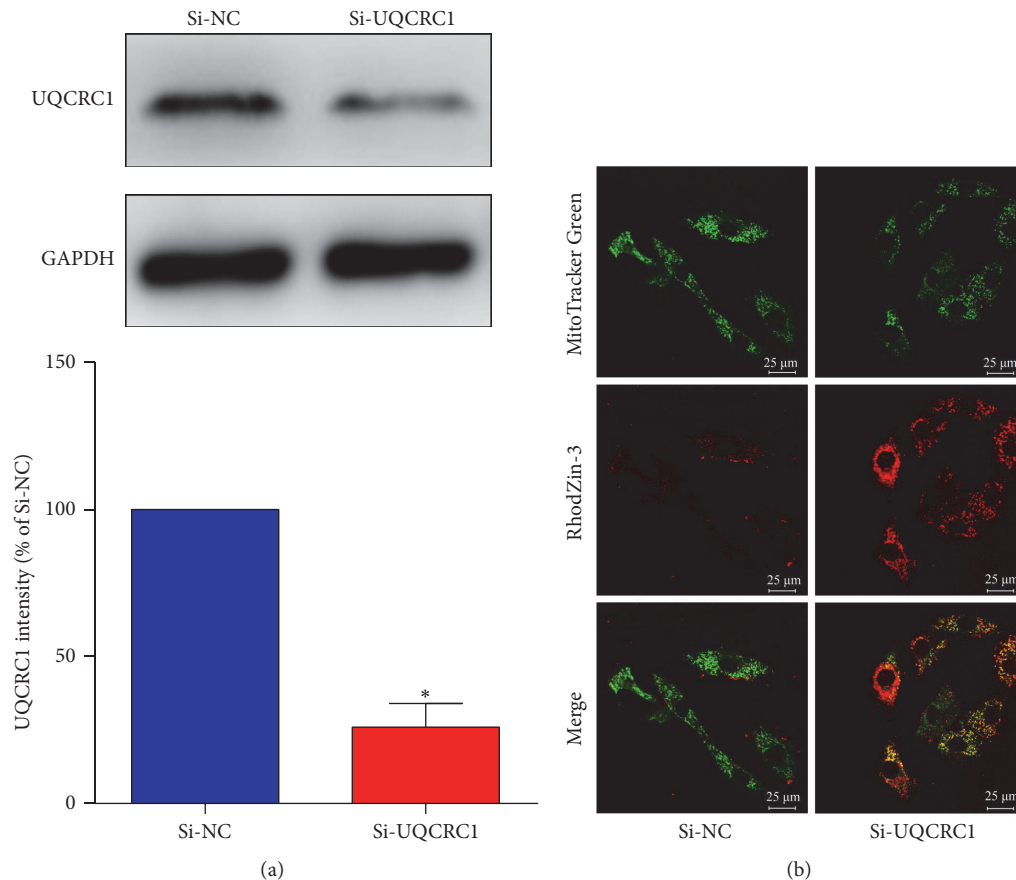 Si-NC Si-UQCRC1
UQCRC1
GAPDH
150
100
50
0
UQCRC1 intensity (% of Si-NC)
*
Si-NC Si-UQCRC1
(a)
MitoTracker Green
25 μm 25 μm
RhodZin-3
25 μm 25 μm
Merge
25 μm 25 μm
Si-NC Si-UQCRC1
(b)